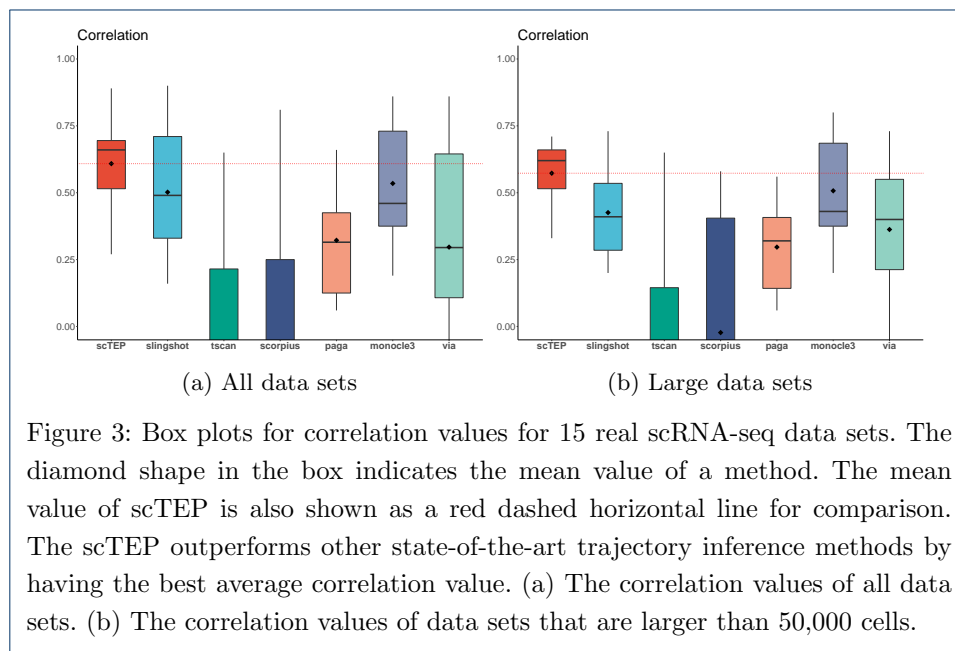 Correlation
1.00
0.75
0.50
0.25
0.00
scTEP slingshot tscan scorpius paga monocle3 via
(a) All data sets
Correlation
1.00
0.75
0.50
0.25
0.00
scTEP slingshot tscan scorpius paga monocle3 via
(b) Large data sets
Figure 3: Box plots for correlation values for 15 real scRNA-seq data sets. The
diamond shape in the box indicates the mean value of a method. The mean
value of scTEP is also shown as a red dashed horizontal line for comparison.
The scTEP outperforms other state-of-the-art trajectory inference methods by
having the best average correlation value. (a) The correlation values of all data
sets. (b) The correlation values of data sets that are larger than 50,000 cells.